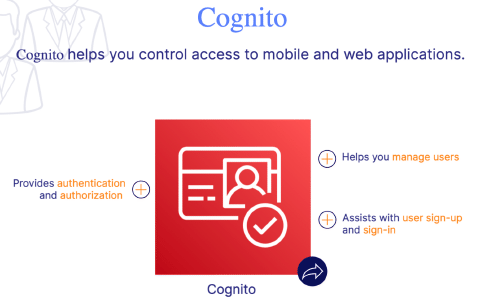 Cognito
Cognito helps you control access to mobile and web applications.
Provides authentication
and authorization
Helps you manage users
Assists with user sign-up
and sign-in
Cognito